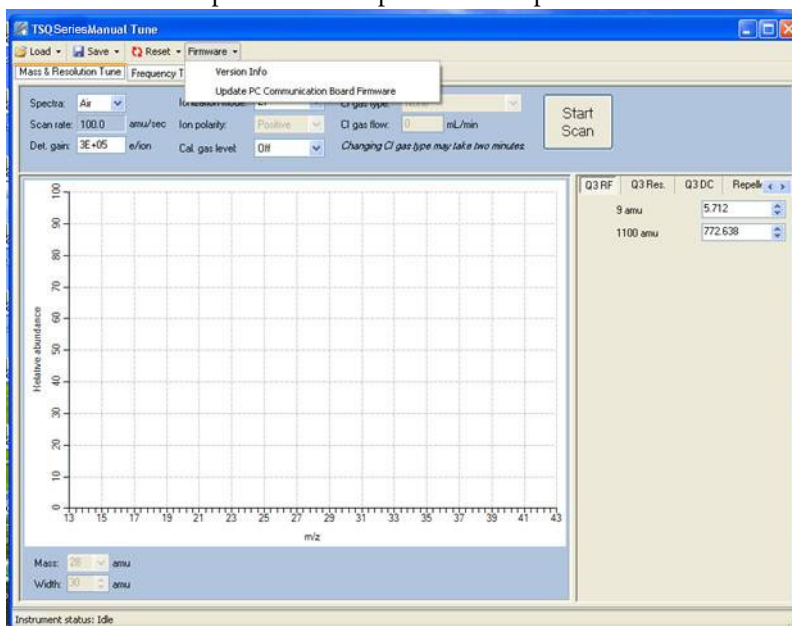 TSQSeriesManual Tune
Load Save Reset Firmware
Mass & Resolution Tune Frequency T
Version Info
Update PC Communication Board Firmware
Spectra: Air
CI gas type:
Scan rate: 100.0 amu/sec Ion polarity: Positive CI gas flow: 0 mL/min
Det. gain: 3E+05 e/ion Cal. gas level: Off Changing CI gas type may take two minutes
Start
Scan
Q3 RF Q3 Res. Q3 DC Repelle
9 amu 5.712
1100 amu 772.638
Relative abundance
100
90
80
70
60
50
40
30
20
10
0
13 15 17 19 21 23 25 27 29 31 33 35 37 39 41 43
m/z
Mass: 28 amu
Width: 30 amu
Instrument status: Idle